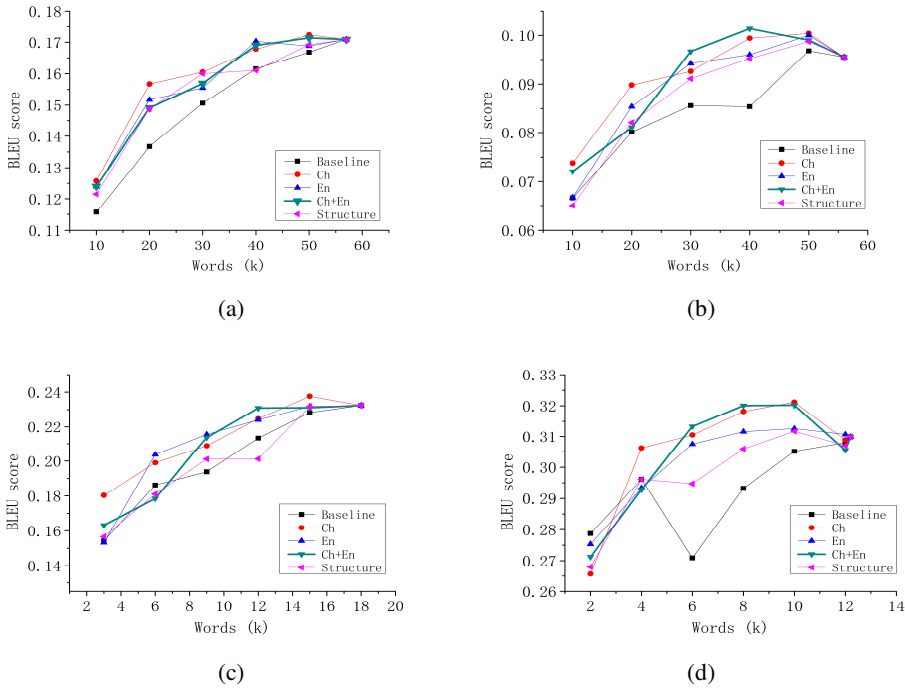 0.18
0.17
0.16
0.15
0.14
0.13
0.12
0.11
BLEU score
10 20 30 40 50 60
Words (k)
Baseline
Ch
En
Ch+En
Structure
(a)
0.10
0.09
0.08
0.07
0.06
BLEU score
10 20 30 40 50 60
Words (k)
Baseline
Ch
En
Ch+En
Structure
(b)
0.24
0.22
0.20
0.18
0.16
0.14
BLEU score
2 4 6 8 10 12 14 16 18 20
Words (k)
Baseline
Ch
En
Ch+En
Structure
(c)
0.33
0.32
0.31
0.30
0.29
0.28
0.27
0.26
BLEU score
2 4 6 8 10 12 14
Words (k)
Baseline
Ch
En
Ch+En
Structure
(d)